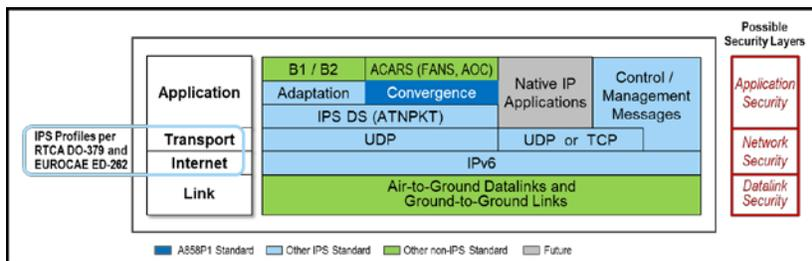 Possible
Security Layers
B1 / B2
ACARS (FANS, AOC)
Native IP
Applications
Control /
Management
Messages
Application
Adaptation
Convergence
Application
Security
IPS DS (ATNPKT)
IPS Profiles per
RTCA DO-379 and
EUROCAE ED-262
Transport
UDP
UDP or TCP
Network
Security
Internet
IPv6
Link
Air-to-Ground Datalinks and
Ground-to-Ground Links
Datalink
Security
A858P1 Standard
Other IPS Standard
Other non-IPS Standard
Future